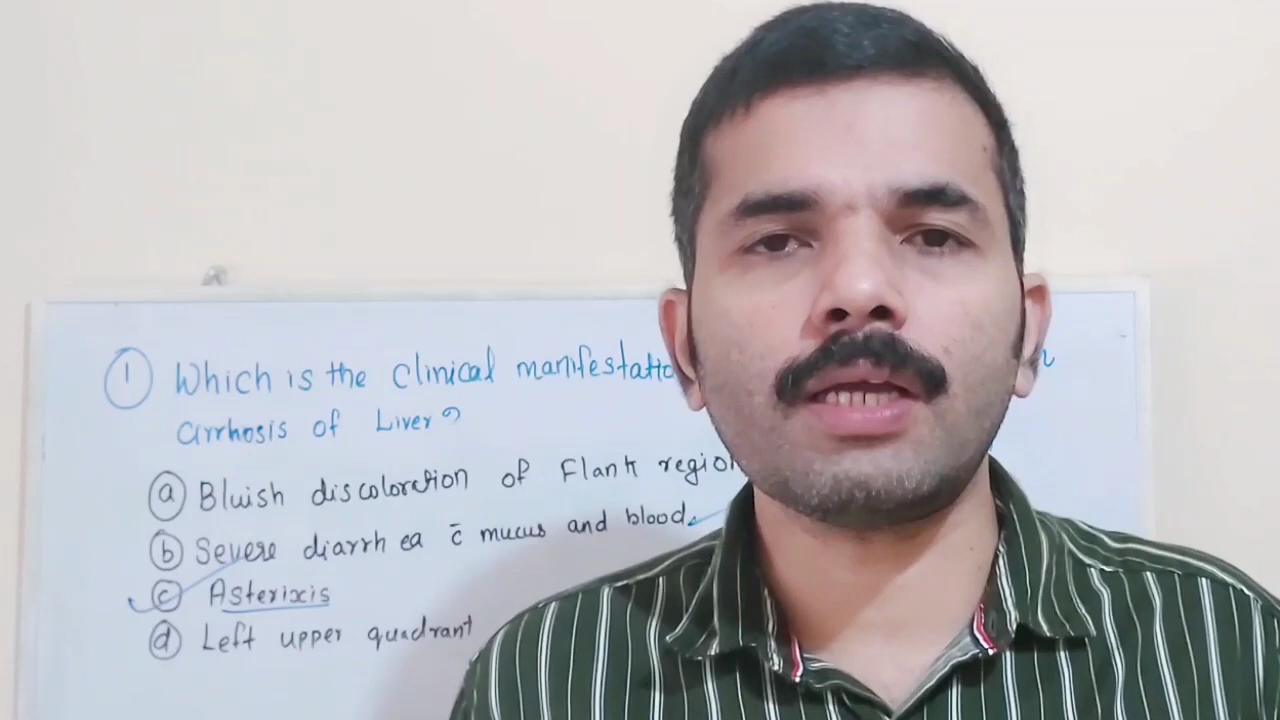 ① Which is the clinical manifestatio
cirrhosis of Liver?
ⓐ Bluish discoloration of Flank region
ⓑ Severe diarrhea c̄ mucus and blood
ⓒ Asterixis
ⓓ Left upper quadrant